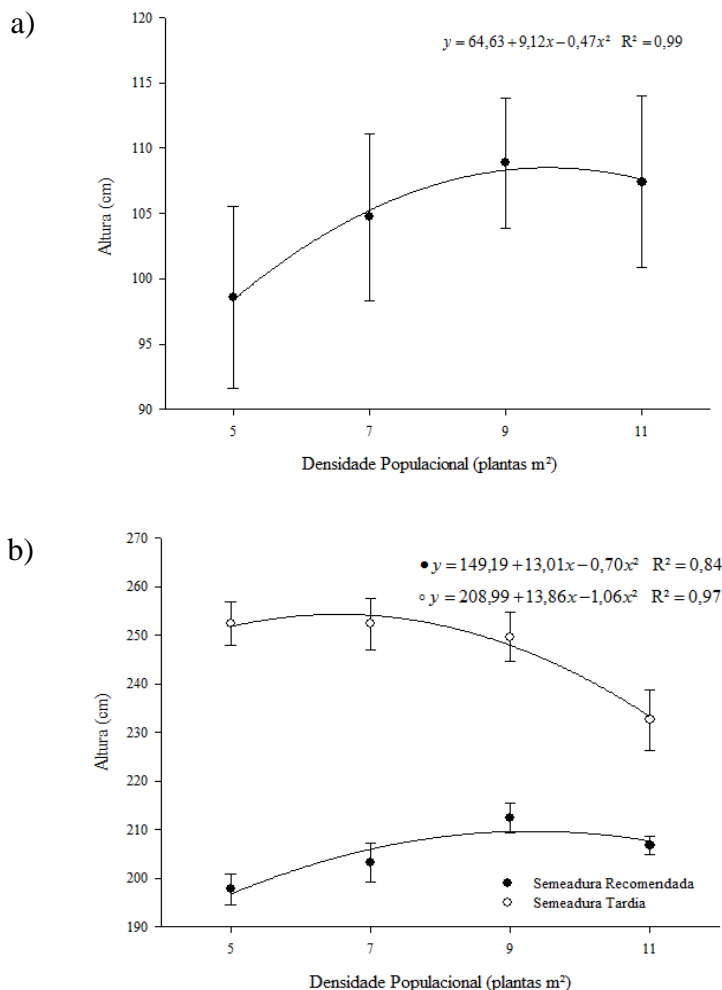 a)
y = 64,63+9,12x−0,47x² R² = 0,99
Altura (cm)
120
115
110
105
100
95
90
5 7 9 11
Densidade Populacional (plantas m²)
b)
● y = 149,19+13,01x−0,70x² R² = 0,84
○ y = 208,99+13,86x−1,06x² R² = 0,97
Altura (cm)
270
260
250
240
230
220
210
200
190
● Semeadura Recomendada
○ Semeadura Tardia
5 7 9 11
Densidade Populacional (plantas m²)